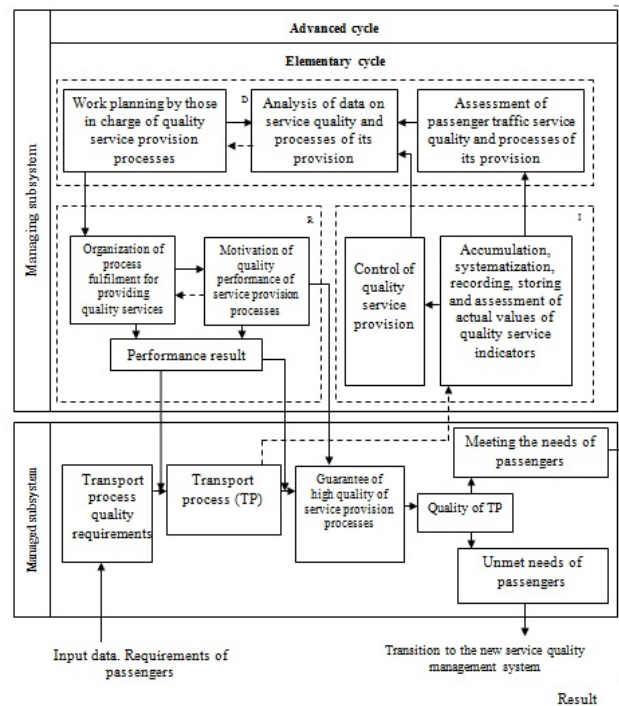 Advanced cycle
Elementary cycle
Managing subsystem
D
Work planning by those
in charge of quality
service provision
processes
Analysis of data on
service quality and
processes of its
provision
Assessment of
passenger traffic service
quality and processes of
its provision
R
Organization of
process
fulfilment for
providing
quality services
Motivation of
quality
performance of
service provision
processes
Performance result
I
Control of
quality
service
provision
Accumulation,
systematization,
recording, storing
and assessment of
actual values of
quality service
indicators
Managed subsystem
Transport
process
quality
requirements
Transport
process (TP)
Guarantee of
high quality of
service provision
processes
Quality of TP
Meeting the needs of
passengers
Unmet needs of
passengers
Input data. Requirements of
passengers
Transition to the new service quality
management system
Result